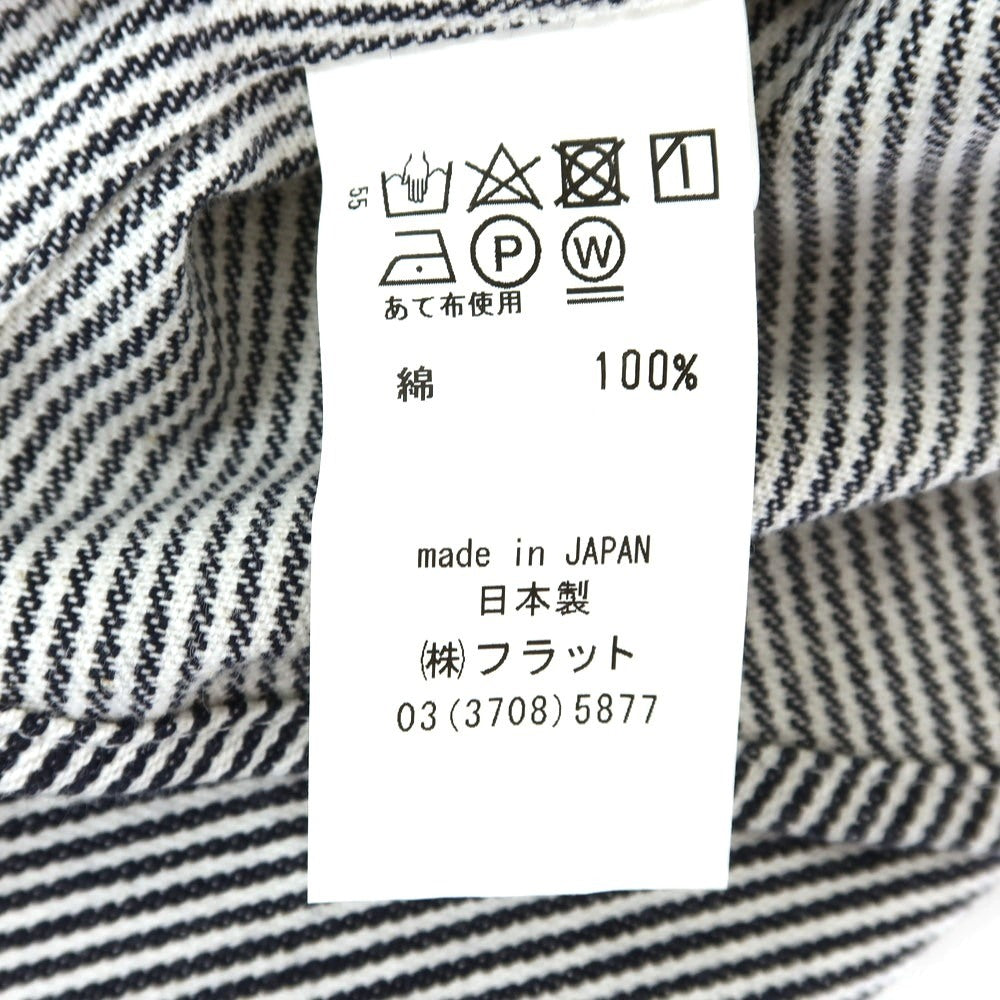 55
P W
あて布使用
綿 100%
made in JAPAN
日本製
(株)フラット
03(3708)5877